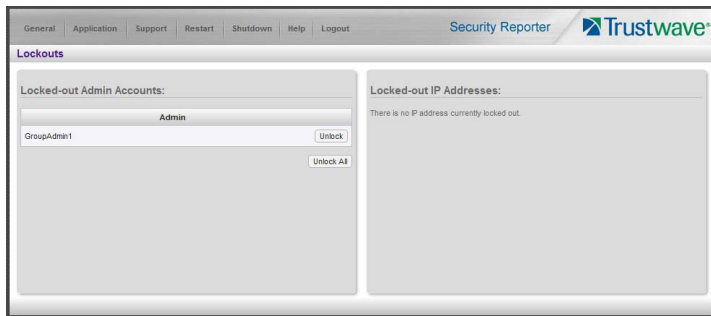 General Application Support Restart Shutdown Help Logout
Security Reporter
Trustwave®
Lockouts
Locked-out Admin Accounts:
Admin
GroupAdmin1 Unlock
Unlock All
Locked-out IP Addresses:
There is no IP address currently locked out.